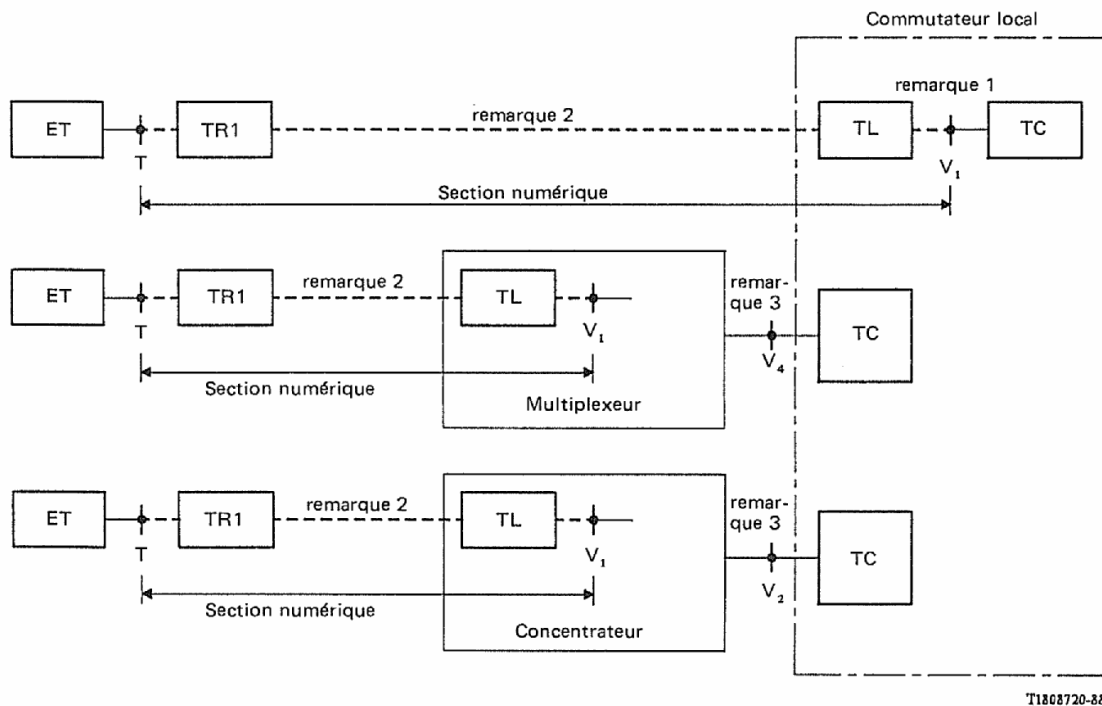 Commutateur local
remarque 1
ET
TR1
remarque 2
TL
TC
T
V₁
Section numérique
ET
TR1
remarque 2
TL
remar-
que 3
TC
T
V₁
V₄
Section numérique
Multiplexeur
ET
TR1
remarque 2
TL
remar-
que 3
TC
T
V₁
V₂
Section numérique
Concentrateur
T1808720-88